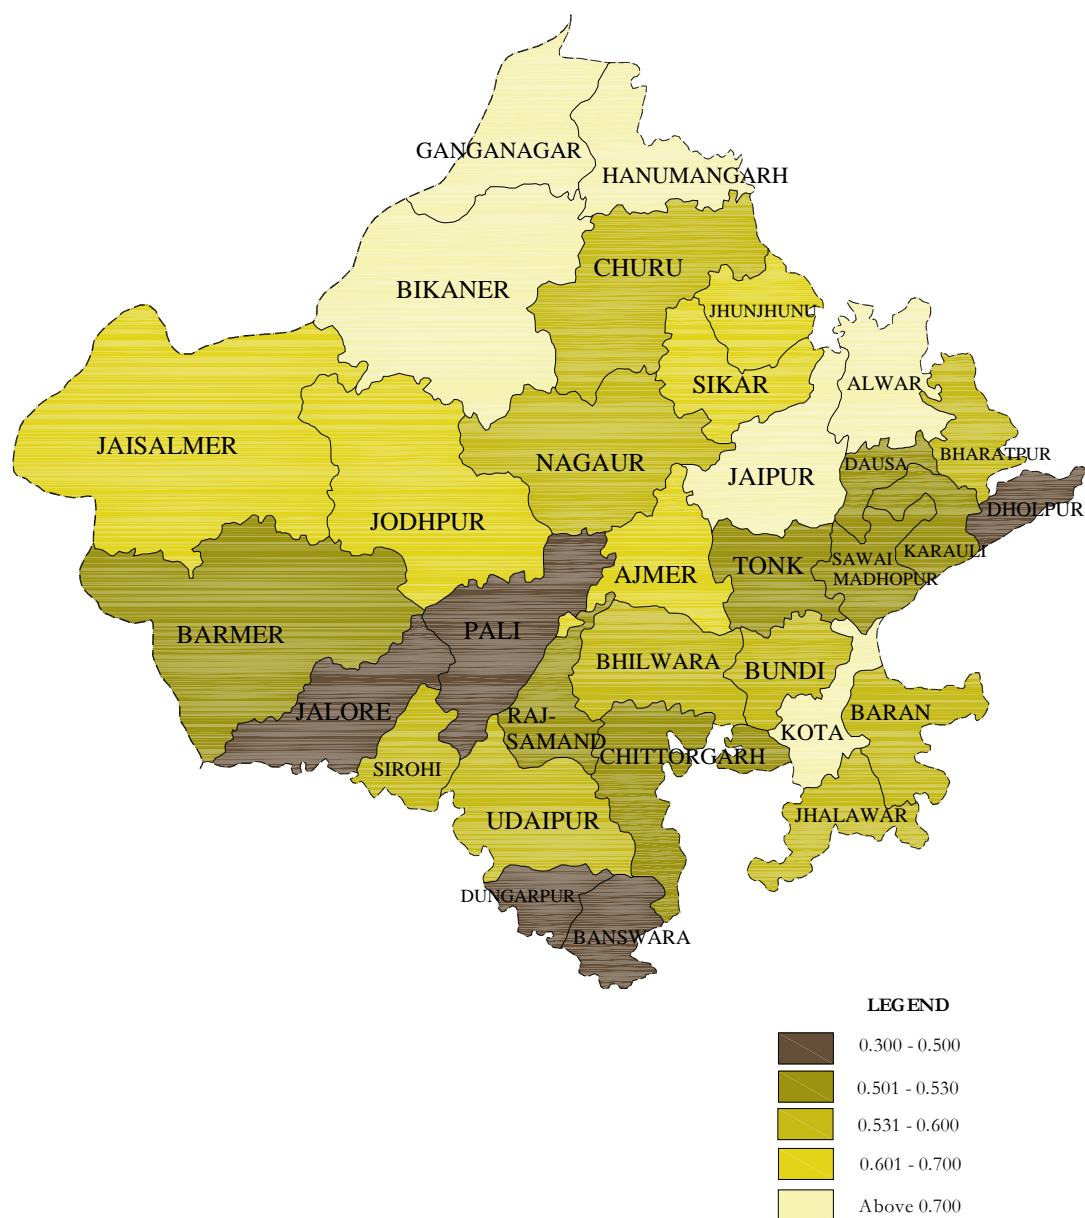 GANGANAGAR
HANUMANGARH
CHURU
BIKANER
JHUNJHUNU
SIKAR
ALWAR
JAISALMER
NAGAUR
JAIPUR
DAUSA
BHARATPUR
JODHPUR
DHOLPUR
AJMER
TONK
SAWAI
MADHOPUR
KARAULI
BARMER
PALI
BHILWARA
BUNDI
JALORE
RAJ-
SAMAND
KOTA
BARAN
CHITTORGARH
SIROHI
UDAIPUR
JHALAWAR
DUNGARPUR
BANSWARA
LEGEND
0.300 - 0.500
0.501 - 0.530
0.531 - 0.600
0.601 - 0.700
Above 0.700